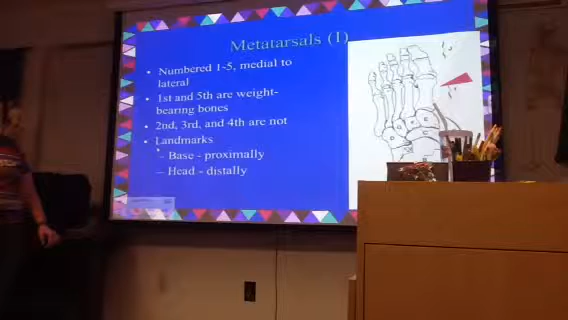 Metatarsals (I)
• Numbered 1-5, medial to
lateral
• 1st and 5th are weight-
bearing bones
• 2nd, 3rd, and 4th are not
• Landmarks
– Base - proximally
– Head - distally